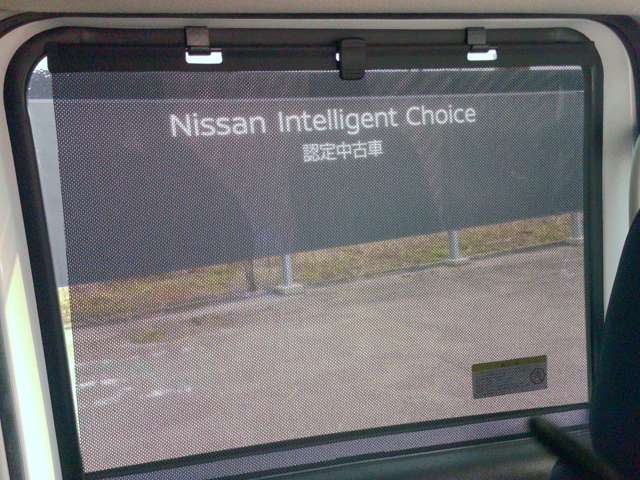 Nissan Intelligent Choice
認定中古車